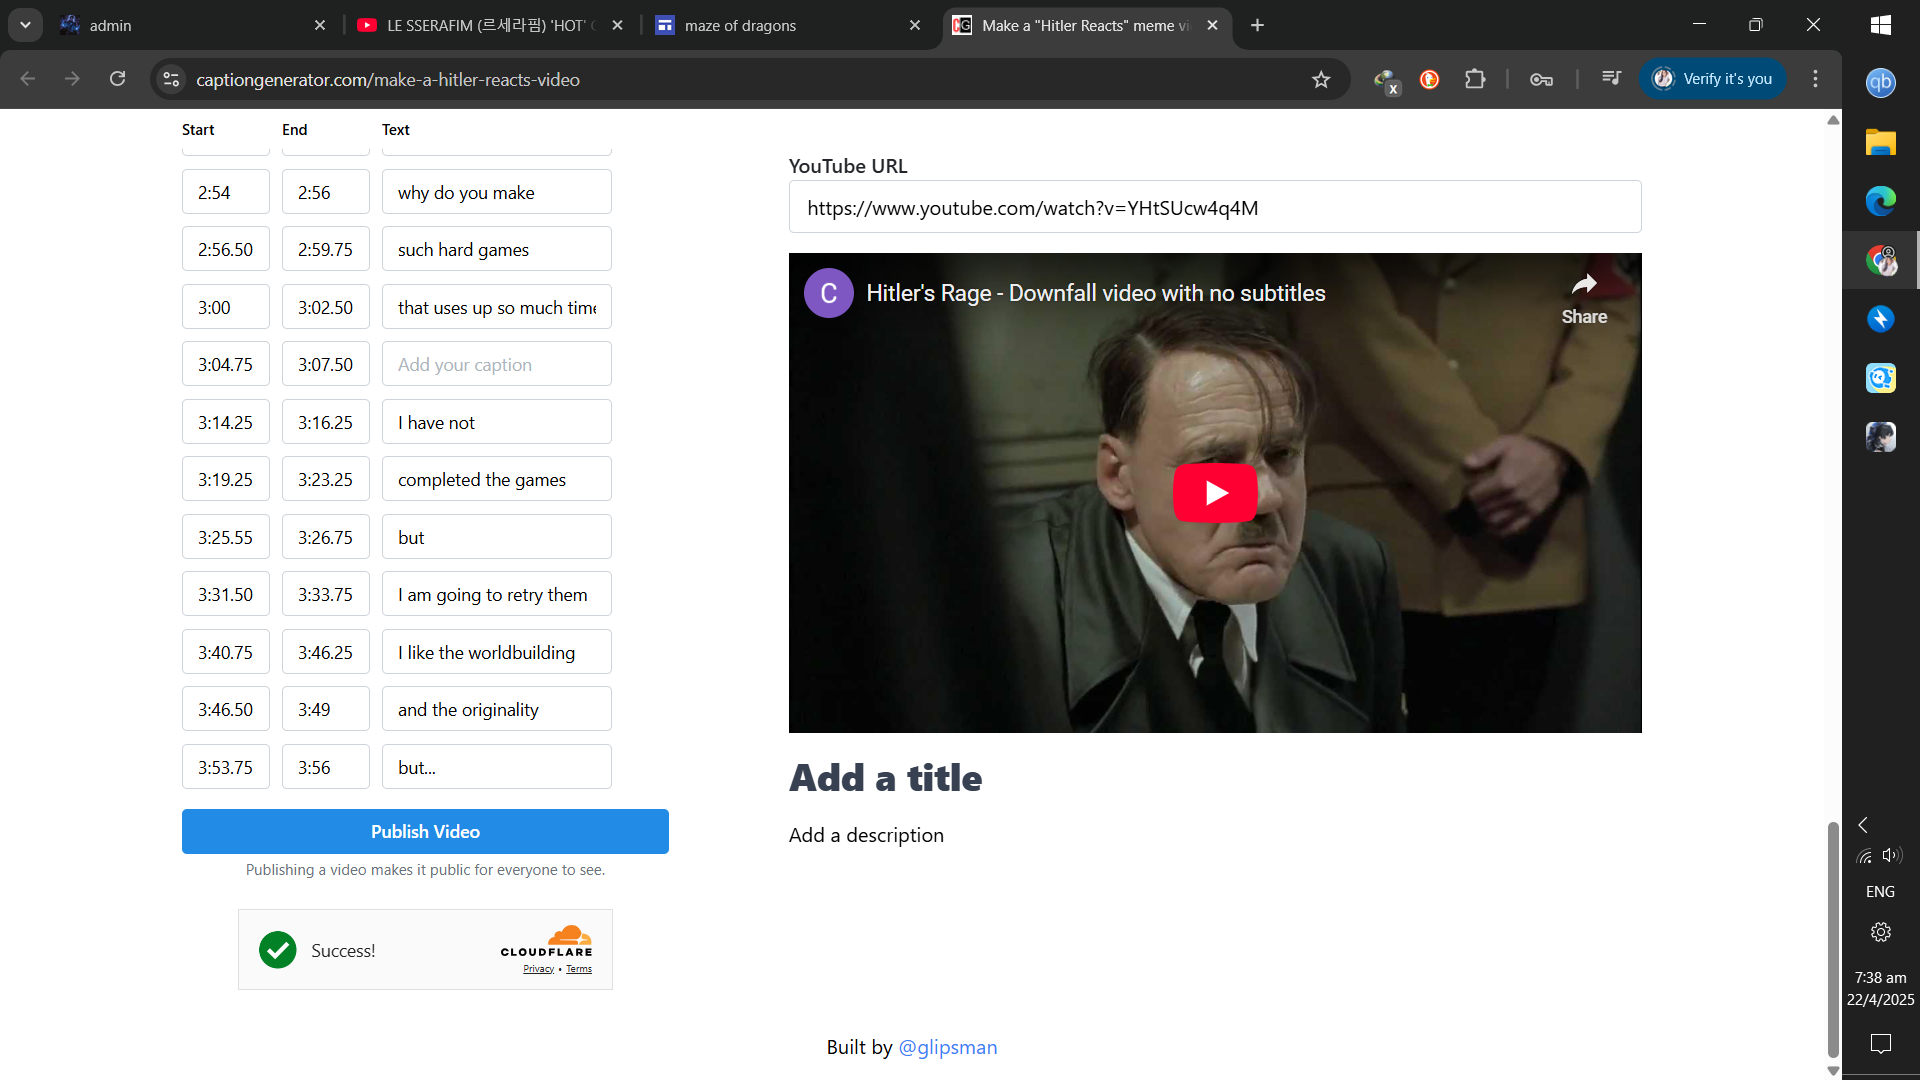 admin
LE SSERAFIM (르세라핌) 'HOT'
maze of dragons
Make a "Hitler Reacts" meme vi
captiongenerator.com/make-a-hitler-reacts-video
x
Verify it's you
qb
Start End Text
2:54 2:56 why do you make
2:56.50 2:59.75 such hard games
3:00 3:02.50 that uses up so much time
3:04.75 3:07.50 Add your caption
3:14.25 3:16.25 I have not
3:19.25 3:23.25 completed the games
3:25.55 3:26.75 but
3:31.50 3:33.75 I am going to retry them
3:40.75 3:46.25 I like the worldbuilding
3:46.50 3:49 and the originality
3:53.75 3:56 but...
Publish Video
Publishing a video makes it public for everyone to see.
Success!
CLOUDFLARE
Privacy • Terms
YouTube URL
https://www.youtube.com/watch?v=YHtSUcw4q4M
C
Hitler's Rage - Downfall video with no subtitles
Share
Add a title
Add a description
Built by @glipsman
ENG
7:38 am
22/4/2025